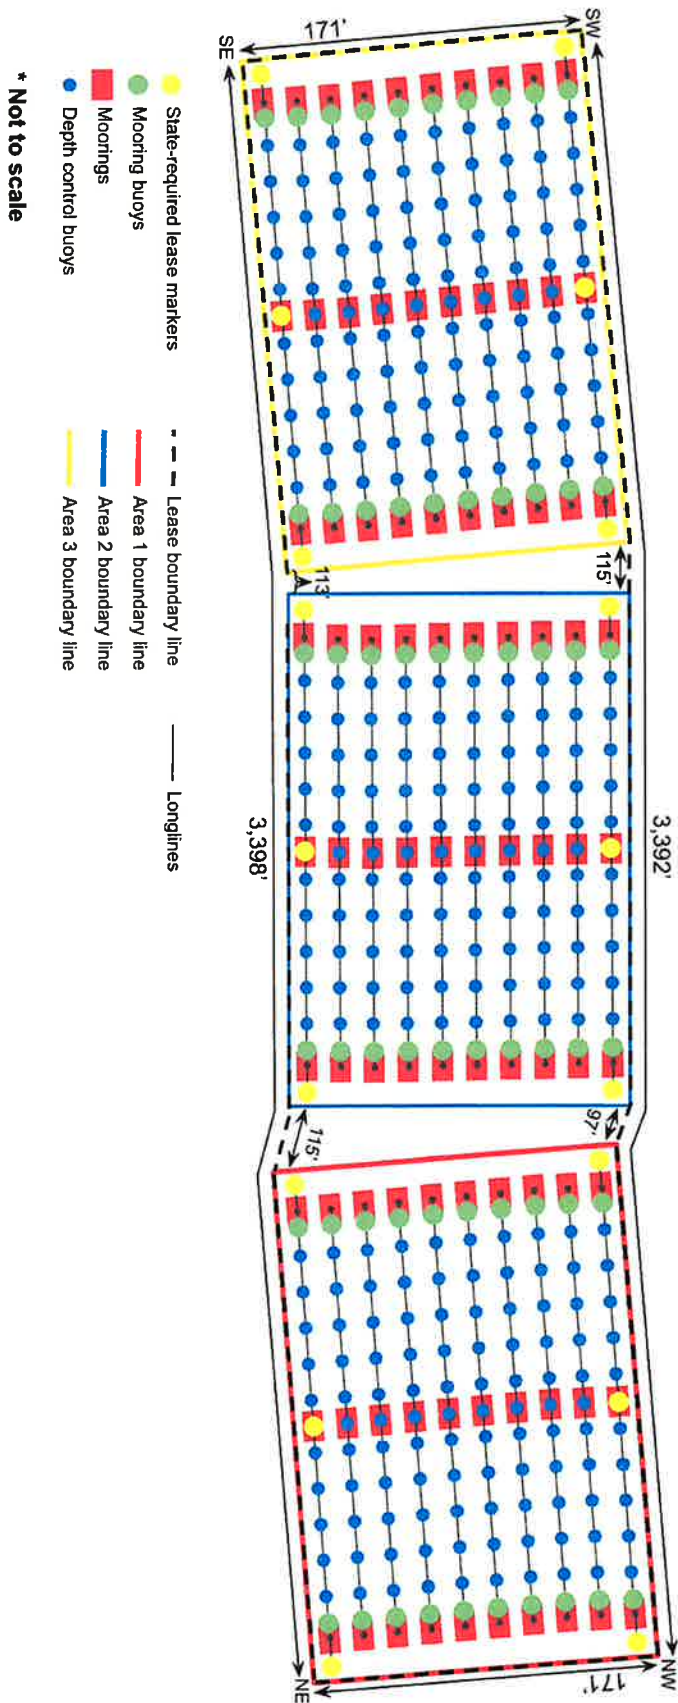 SW
171'
SE
115'
113'
3,392'
3,398'
97'
115'
NW
171'
NE
State-required lease markers
Mooring buoys
Moorings
Depth control buoys
Lease boundary line
Area 1 boundary line
Area 2 boundary line
Area 3 boundary line
Longlines
* Not to scale